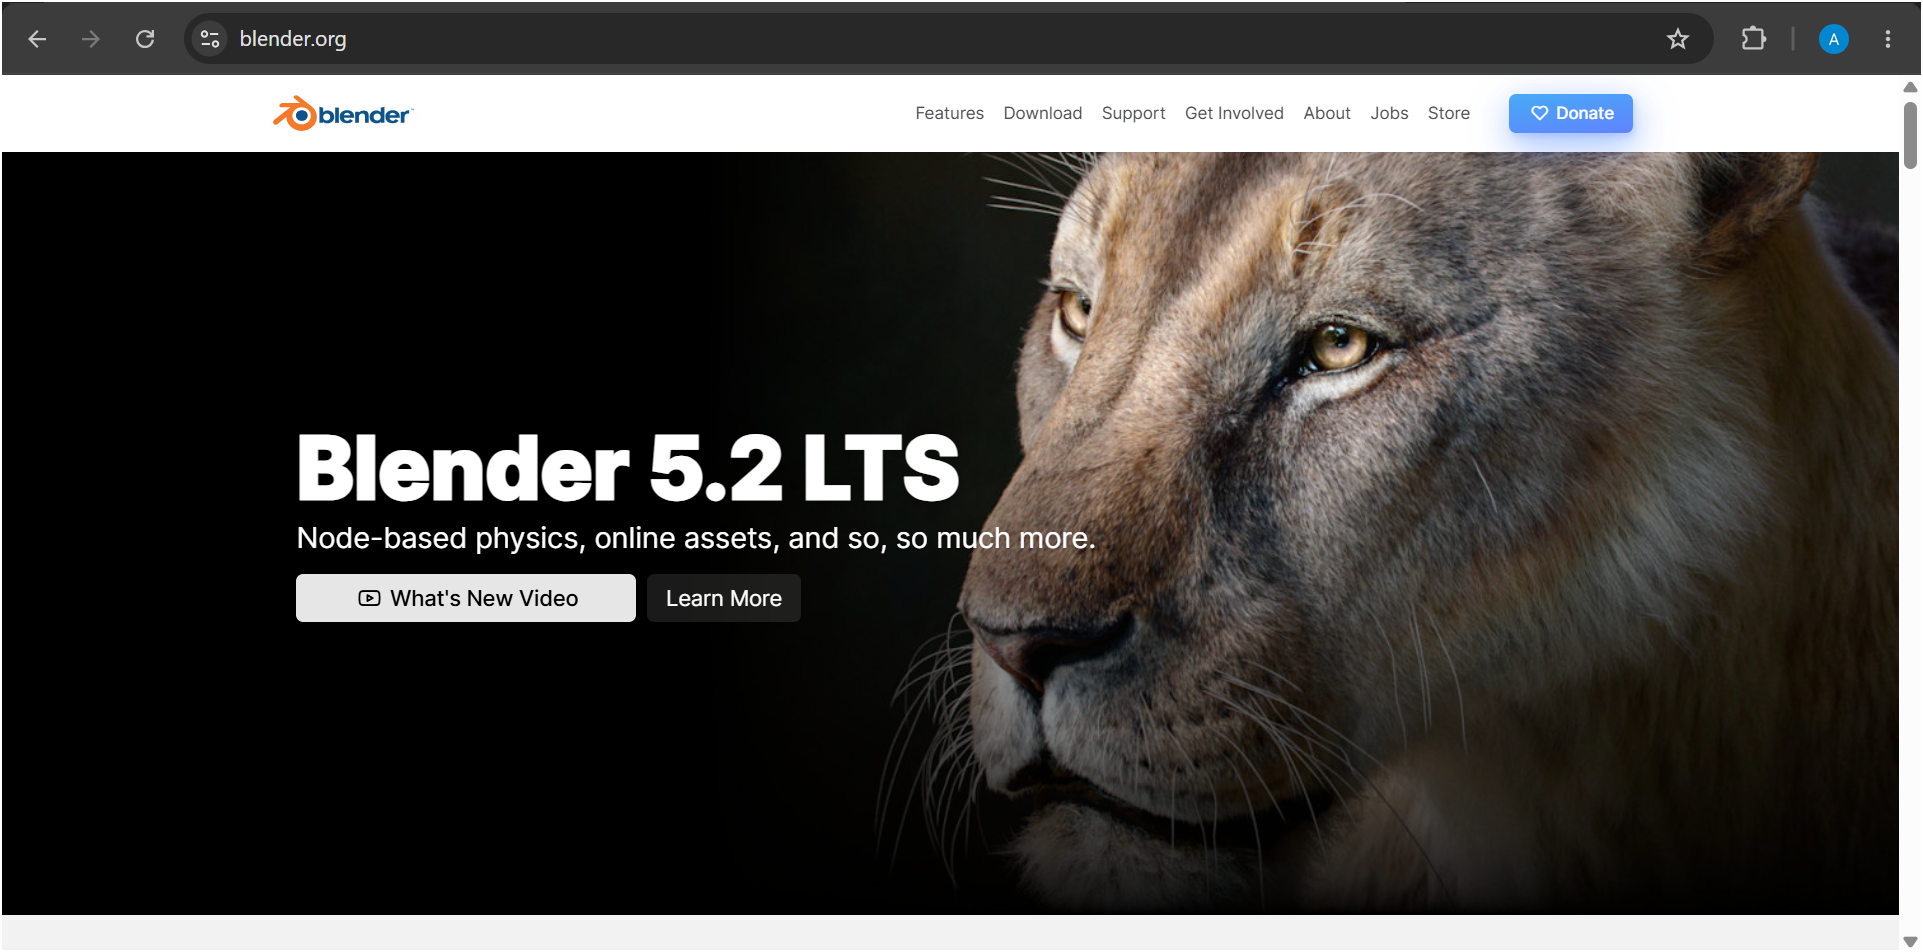 blender.org
A
blender™
Features Download Support Get Involved About Jobs Store Donate
Blender 5.2 LTS
Node-based physics, online assets, and so, so much more.
What's New Video Learn More